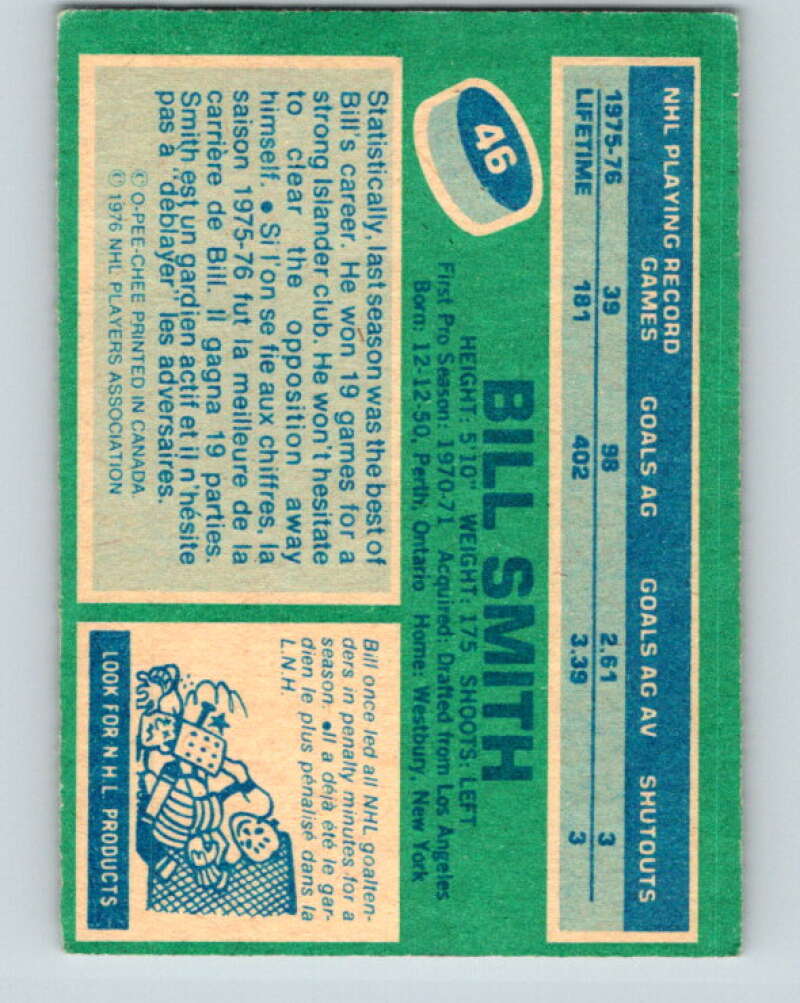 NHL PLAYING RECORD
GAMES GOALS AG GOALS AG AV SHUTOUTS
1975-76 39 98 2.61 3
LIFETIME 181 402 3.39 3
46
BILL SMITH
HEIGHT: 5'10" WEIGHT: 175 SHOOTS: LEFT
First Pro Season: 1970-71 Acquired: Drafted from Los Angeles
Born: 12-12-50, Perth, Ontario Home: Westbury, New York
Statistically, last season was the best of
Bill's career. He won 19 games for a
strong Islander club. He won't hesitate
to clear the opposition away
himself. • Si l'on se fie aux chiffres, la
saison 1975-76 fut la meilleure de la
carrière de Bill. Il gagna 19 parties.
Smith est un gardien actif et il n'hésite
pas à "déblayer" les adversaires.
© O-PEE-CHEE PRINTED IN CANADA
© 1976 NHL PLAYERS ASSOCIATION
Bill once led all NHL goalten-
ders in penalty minutes for a
season. • Il a déjà été le gar-
dien le plus pénalisé dans la
L.N.H.
LOOK FOR NHL PRODUCTS